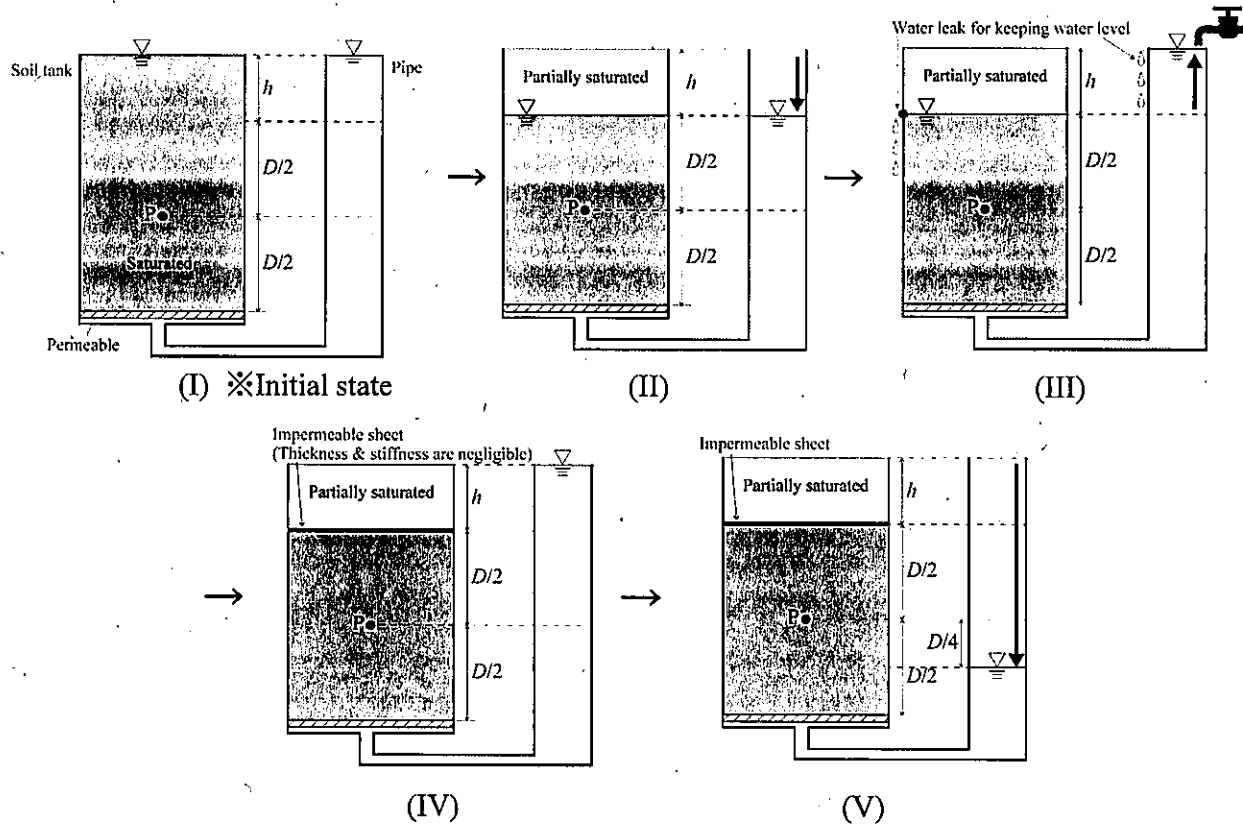 Soil tank
Pipe
h
D/2
P
D/2
Saturated
Permeable
(I) ※Initial state
Partially saturated
h
D/2
P
D/2
(II)
Water leak for keeping water level
Partially saturated
h
D/2
P
D/2
(III)
Impermeable sheet
(Thickness & stiffness are negligible)
Partially saturated
h
D/2
P
D/2
(IV)
Impermeable sheet
Partially saturated
h
D/2
P
D/4
D/2
(V)